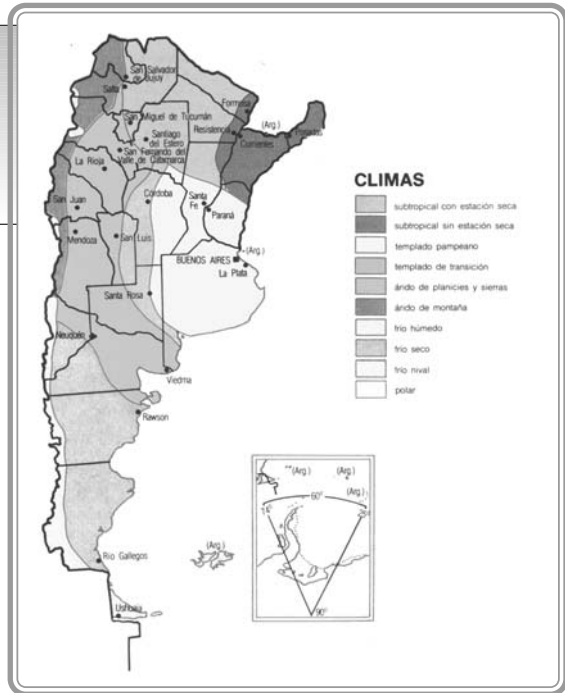 San Salvador
de Jujuy
Salta
Formosa
San Miguel de Tucumán
(Arg.)
Resistencia
Posadas
Corrientes
Santiago
del Estero
San Fernando del
Valle de Catamarca
La Rioja
Córdoba
Santa
Fe
San Juan
Paraná
Mendoza
San Luis
(Arg.)
BUENOS AIRES
La Plata
Santa Rosa
Neuquén
Viedma
Rawson
(Arg.)
Río Gallegos
Ushuaia
CLIMAS
subtropical con estación seca
subtropical sin estación seca
templado pampeano
templado de transición
árido de planicies y sierras
árido de montaña
frío húmedo
frío seco
frío nival
polar
(Arg.)
(Arg.)
(Arg.)
60°
74°
90°